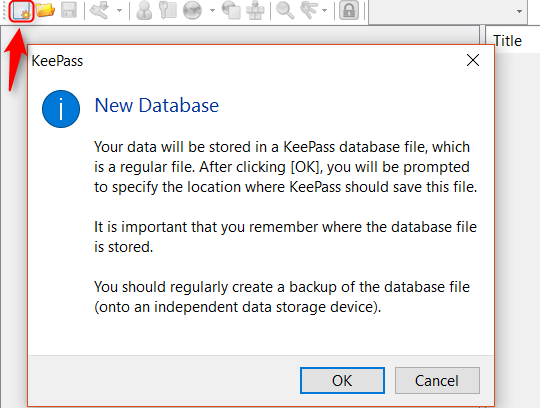 Title
KeePass
New Database
Your data will be stored in a KeePass database file, which
is a regular file. After clicking [OK], you will be prompted
to specify the location where KeePass should save this file.
It is important that you remember where the database file
is stored.
You should regularly create a backup of the database file
(onto an independent data storage device).
OK
Cancel